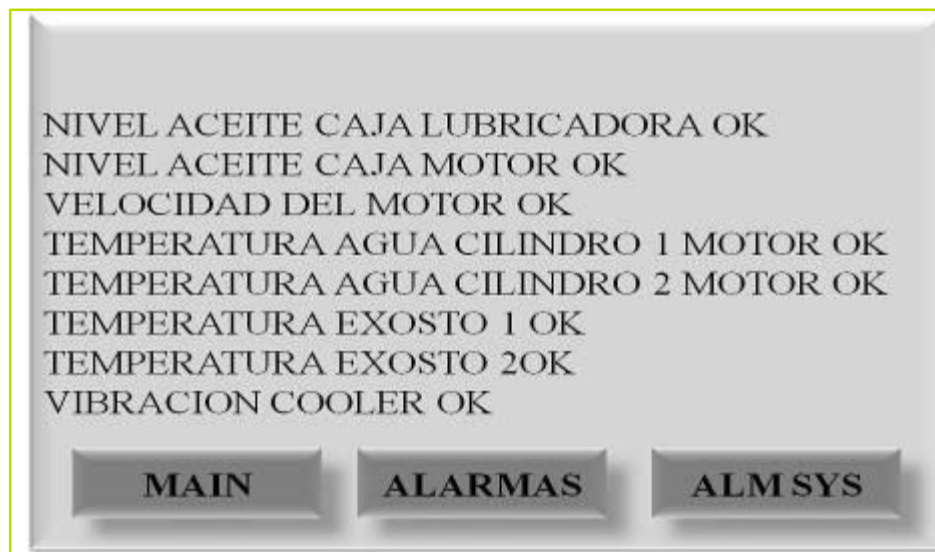 NIVEL ACEITE CAJA LUBRICADORA OK
NIVEL ACEITE CAJA MOTOR OK
VELOCIDAD DEL MOTOR OK
TEMPERATURA AGUA CILINDRO 1 MOTOR OK
TEMPERATURA AGUA CILINDRO 2 MOTOR OK
TEMPERATURA EXOSTO 1 OK
TEMPERATURA EXOSTO 2OK
VIBRACION COOLER OK
MAIN ALARMAS ALM SYS